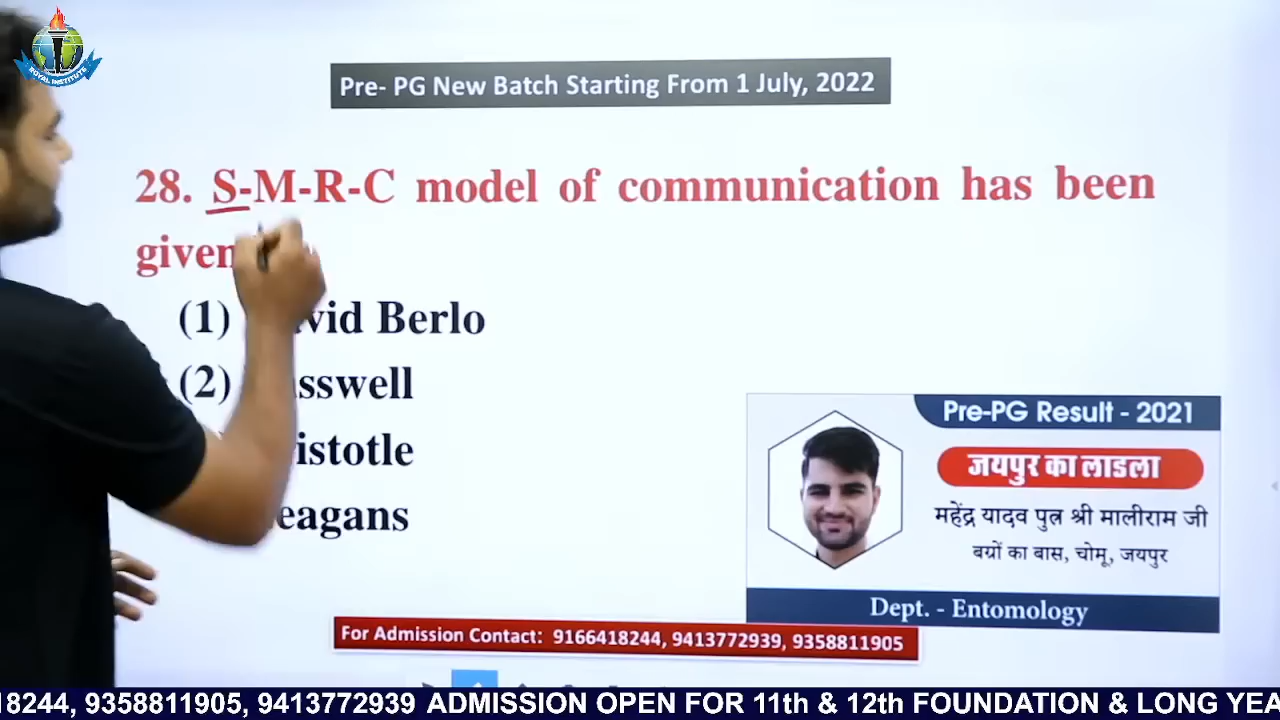 ROYAL INSTITUTE
Pre- PG New Batch Starting From 1 July, 2022
28. S-M-R-C model of communication has been
given
(1) vid Berlo
(2) sswell
istotle
eagans
Pre-PG Result - 2021
जयपुर का लाडला
महेंद्र यादव पुत्र श्री मालीराम जी
बग्रों का बास, चोमू, जयपुर
Dept. - Entomology
For Admission Contact: 9166418244, 9413772939, 9358811905
18244, 9358811905, 9413772939 ADMISSION OPEN FOR 11th & 12th FOUNDATION & LONG YEA